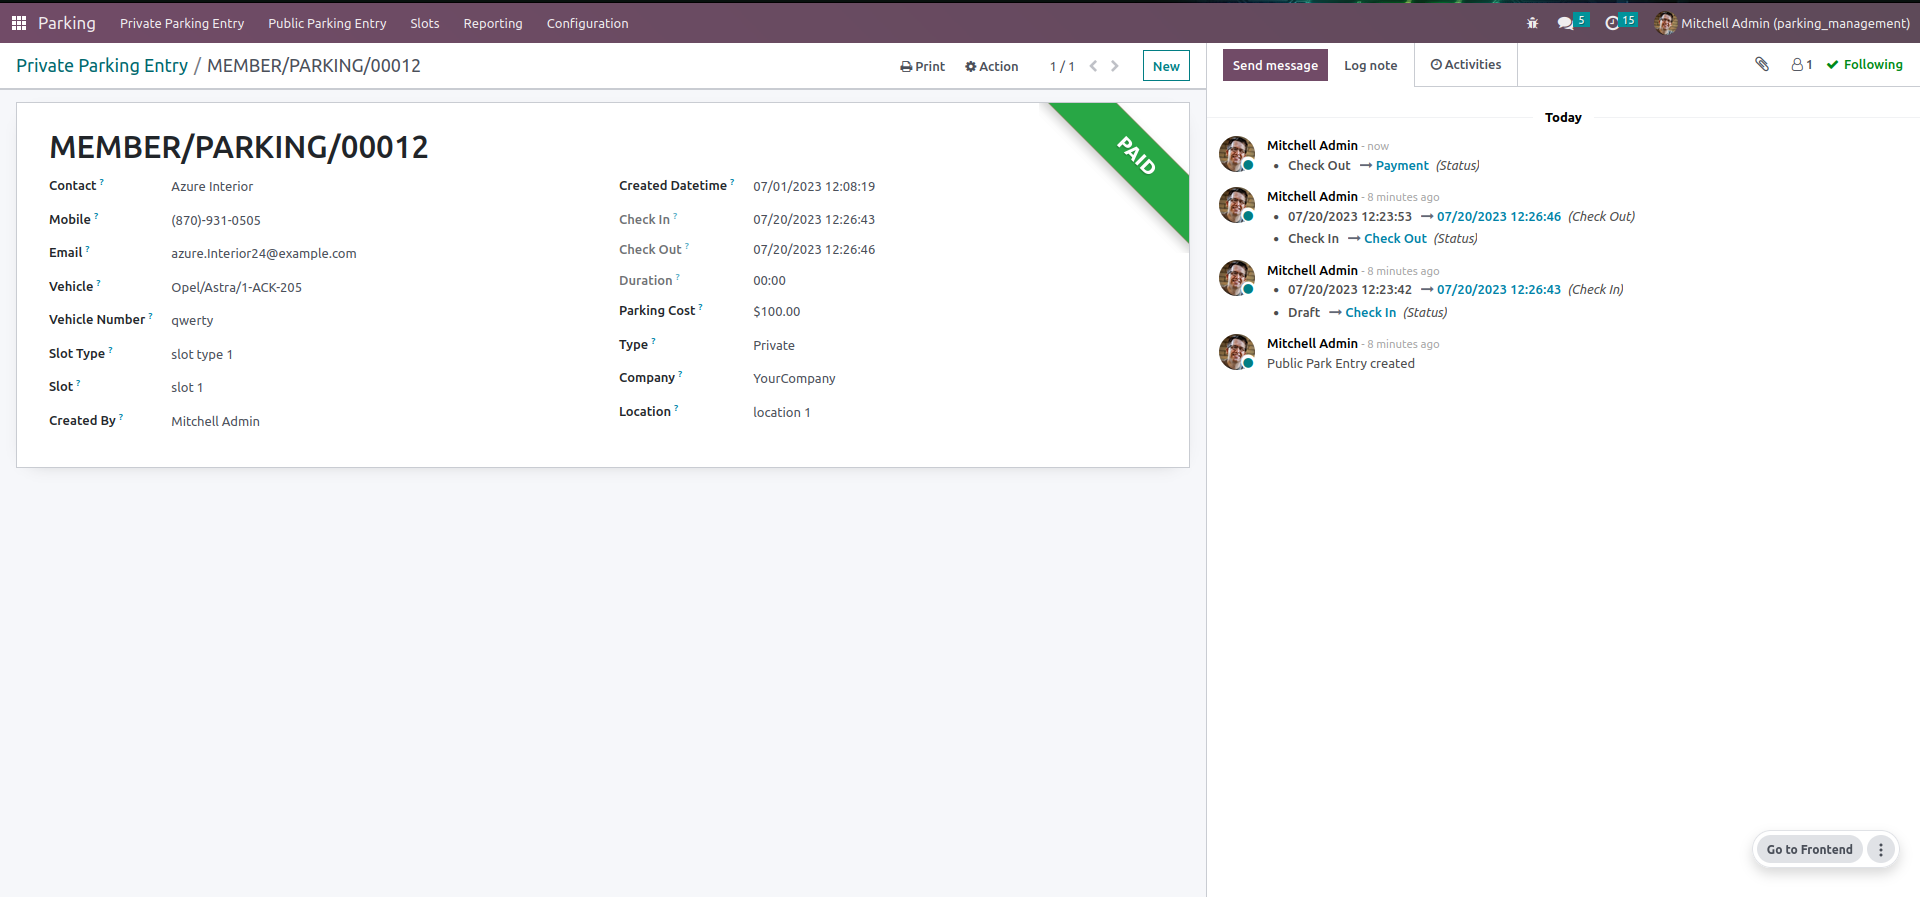 Parking Private Parking Entry Public Parking Entry Slots Reporting Configuration 5 15 Mitchell Admin (parking_management)
Private Parking Entry / MEMBER/PARKING/00012 Print Action 1 / 1 New
Send message Log note Activities 1 Following
PAID
MEMBER/PARKING/00012
Contact ? Azure Interior
Mobile ? (870)-931-0505
Email ? azure.Interior24@example.com
Vehicle ? Opel/Astra/1-ACK-205
Vehicle Number ? qwerty
Slot Type ? slot type 1
Slot ? slot 1
Created By ? Mitchell Admin
Created Datetime ? 07/01/2023 12:08:19
Check In ? 07/20/2023 12:26:43
Check Out ? 07/20/2023 12:26:46
Duration ? 00:00
Parking Cost ? $100.00
Type ? Private
Company ? YourCompany
Location ? location 1
Today
Mitchell Admin - now
• Check Out → Payment (Status)
Mitchell Admin - 8 minutes ago
• 07/20/2023 12:23:53 → 07/20/2023 12:26:46 (Check Out)
• Check In → Check Out (Status)
Mitchell Admin - 8 minutes ago
• 07/20/2023 12:23:42 → 07/20/2023 12:26:43 (Check In)
• Draft → Check In (Status)
Mitchell Admin - 8 minutes ago
Public Park Entry created
Go to Frontend